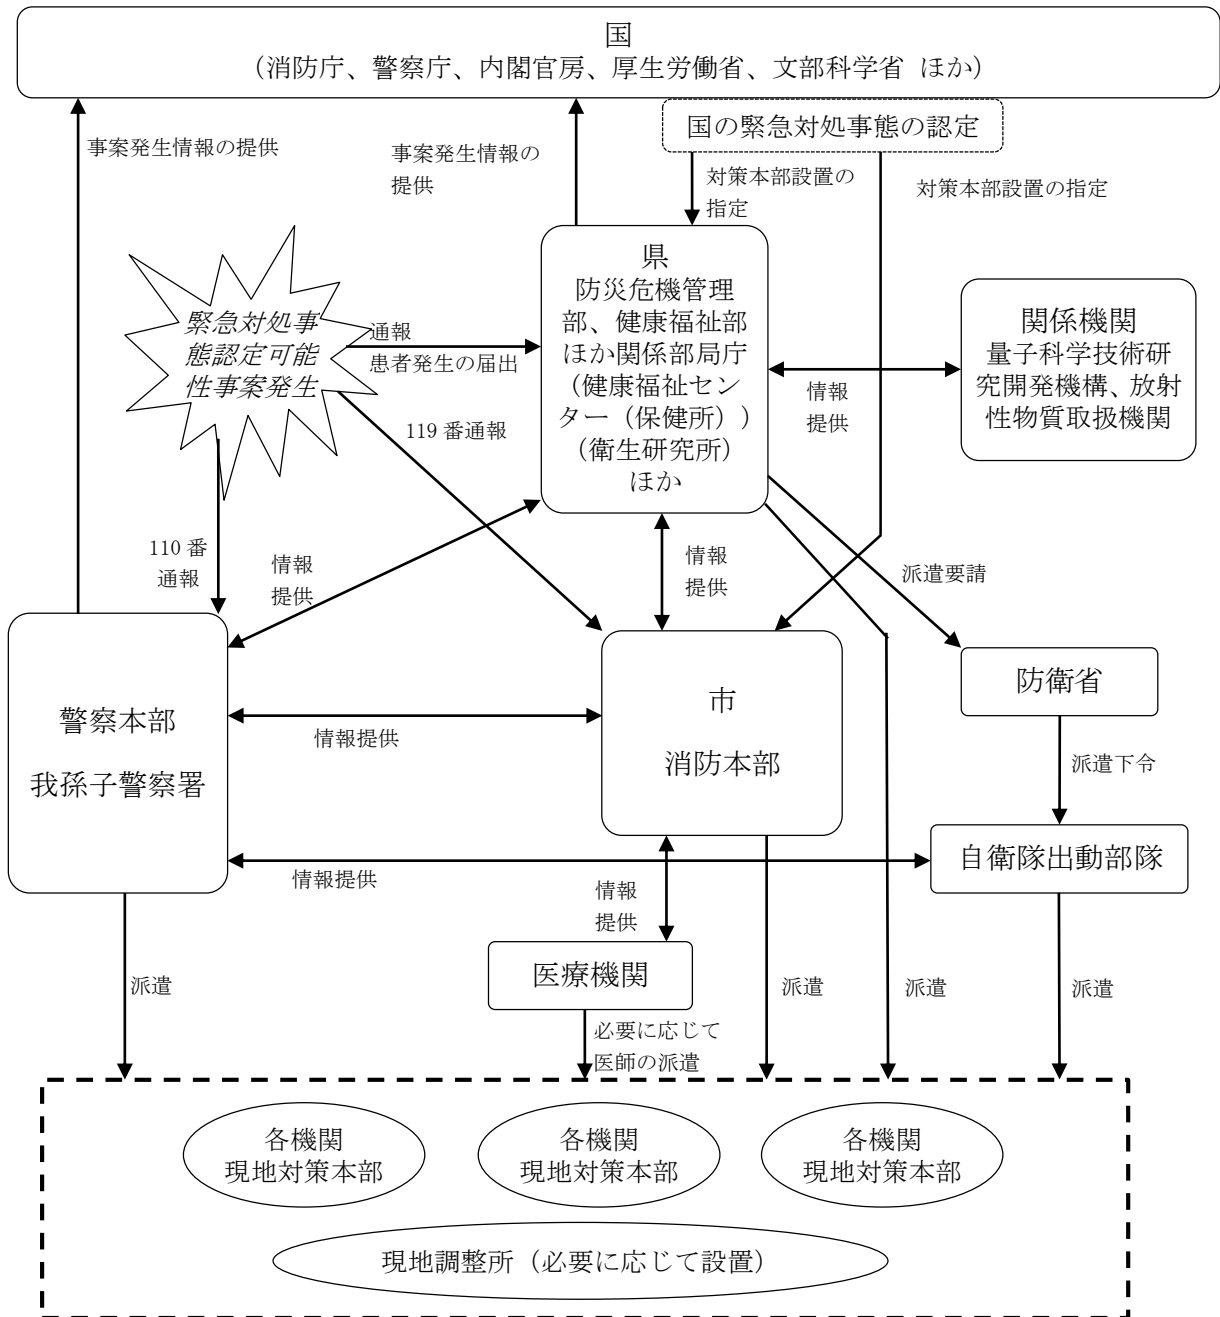 国
（消防庁、警察庁、内閣官房、厚生労働省、文部科学省 ほか）
国の緊急対処事態の認定
事案発生情報の提供
事案発生情報の
提供
対策本部設置の
指定
対策本部設置の指定
県
防災危機管理
部、健康福祉部
ほか関係部局庁
（健康福祉セン
ター（保健所））
（衛生研究所）
ほか
緊急対処事
態認定可能
性事案発生
通報
患者発生の届出
関係機関
量子科学技術研
究開発機構、放射
性物質取扱機関
情報
提供
119 番通報
110 番
通報
情報
提供
情報
提供
派遣要請
警察本部
我孫子警察署
市
消防本部
防衛省
情報提供
派遣下令
自衛隊出動部隊
情報提供
情報
提供
医療機関
派遣
必要に応じて
医師の派遣
派遣
派遣
派遣
各機関
現地対策本部
各機関
現地対策本部
各機関
現地対策本部
現地調整所（必要に応じて設置）